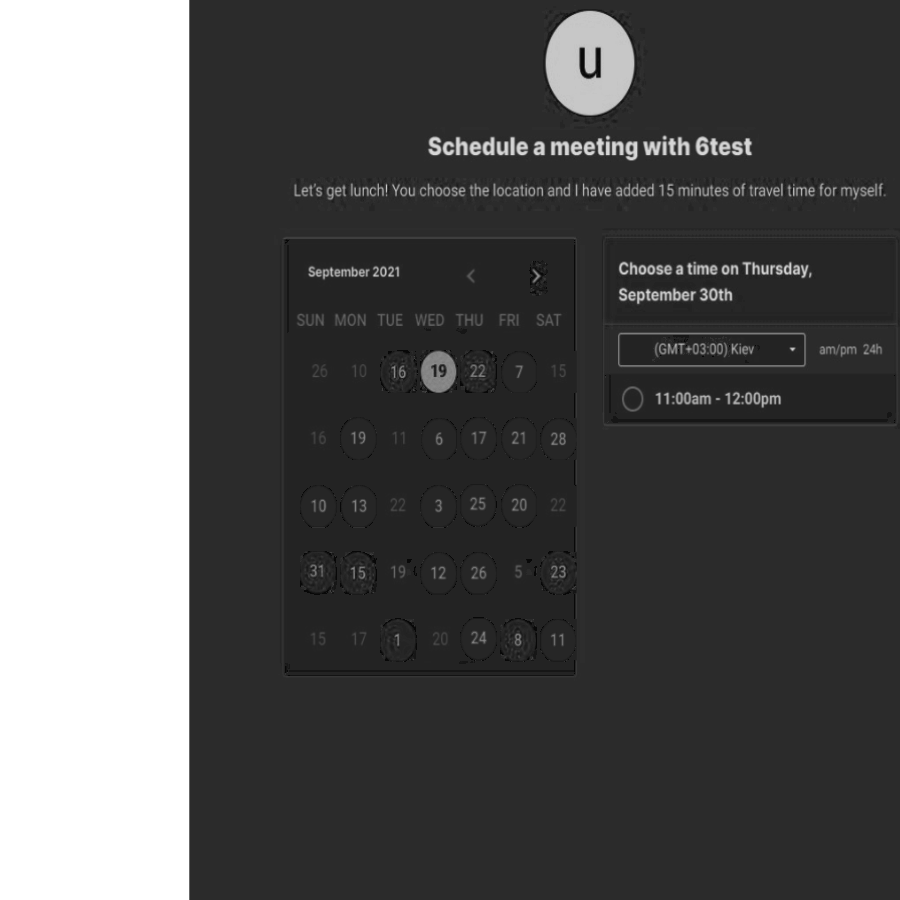 u
Schedule a meeting with 6test
Let's get lunch! You choose the location and I have added 15 minutes of travel time for myself.
September 2021
SUN MON TUE WED THU FRI SAT
26 10 16 19 22 7 15
16 19 11 6 17 21 28
10 13 22 3 25 20 22
31 15 19 12 26 5 23
15 17 1 20 24 8 11
Choose a time on Thursday,
September 30th
(GMT+03:00) Kiev am/pm 24h
11:00am - 12:00pm